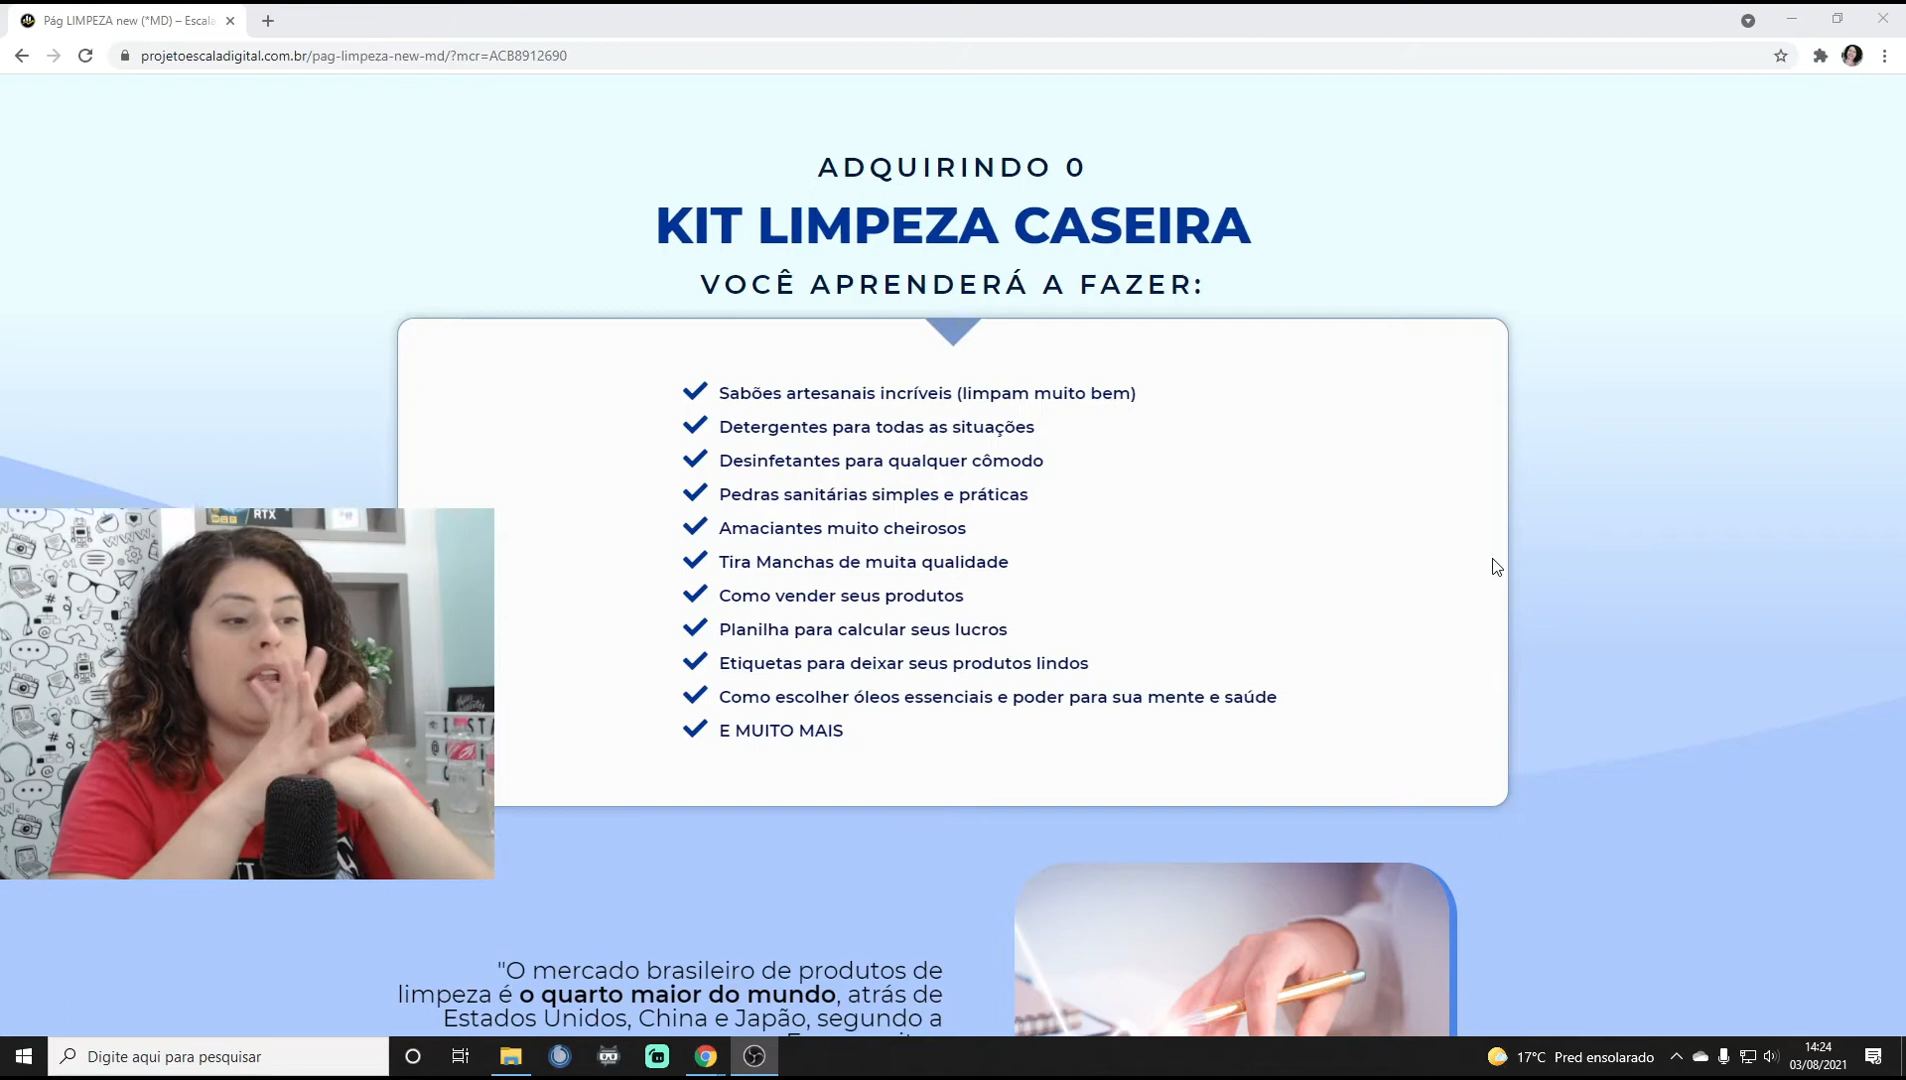 Pág LIMPEZA new (*MD) – Escala
projetoescaladigital.com.br/pag-limpeza-new-md/?mcr=ACB8912690
ADQUIRINDO O
KIT LIMPEZA CASEIRA
VOCÊ APRENDERÁ A FAZER:
Sabões artesanais incríveis (limpam muito bem)
Detergentes para todas as situações
Desinfetantes para qualquer cômodo
Pedras sanitárias simples e práticas
Amaciantes muito cheirosos
Tira Manchas de muita qualidade
Como vender seus produtos
Planilha para calcular seus lucros
Etiquetas para deixar seus produtos lindos
Como escolher óleos essenciais e poder para sua mente e saúde
E MUITO MAIS
RTX
WWW
"O mercado brasileiro de produtos de
limpeza é o quarto maior do mundo, atrás de
Estados Unidos, China e Japão, segundo a
Digite aqui para pesquisar
17°C Pred ensolarado
14:24
03/08/2021